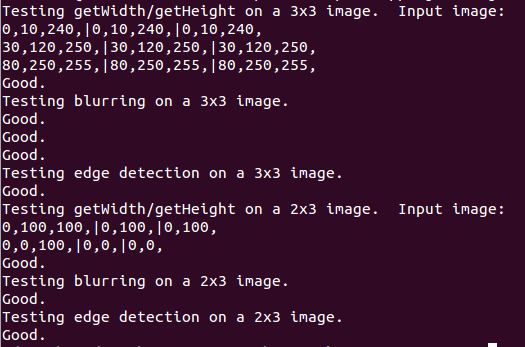 Testing getWidth/getHeight on a 3x3 image.  Input image:
0,10,240,|0,10,240,|0,10,240,
30,120,250,|30,120,250,|30,120,250,
80,250,255,|80,250,255,|80,250,255,
Good.
Testing blurring on a 3x3 image.
Good.
Good.
Good.
Testing edge detection on a 3x3 image.
Good.
Testing getWidth/getHeight on a 2x3 image.  Input image:
0,100,100,|0,100,|0,100,
0,0,100,|0,0,|0,0,
Good.
Testing blurring on a 2x3 image.
Good.
Testing edge detection on a 2x3 image.
Good.